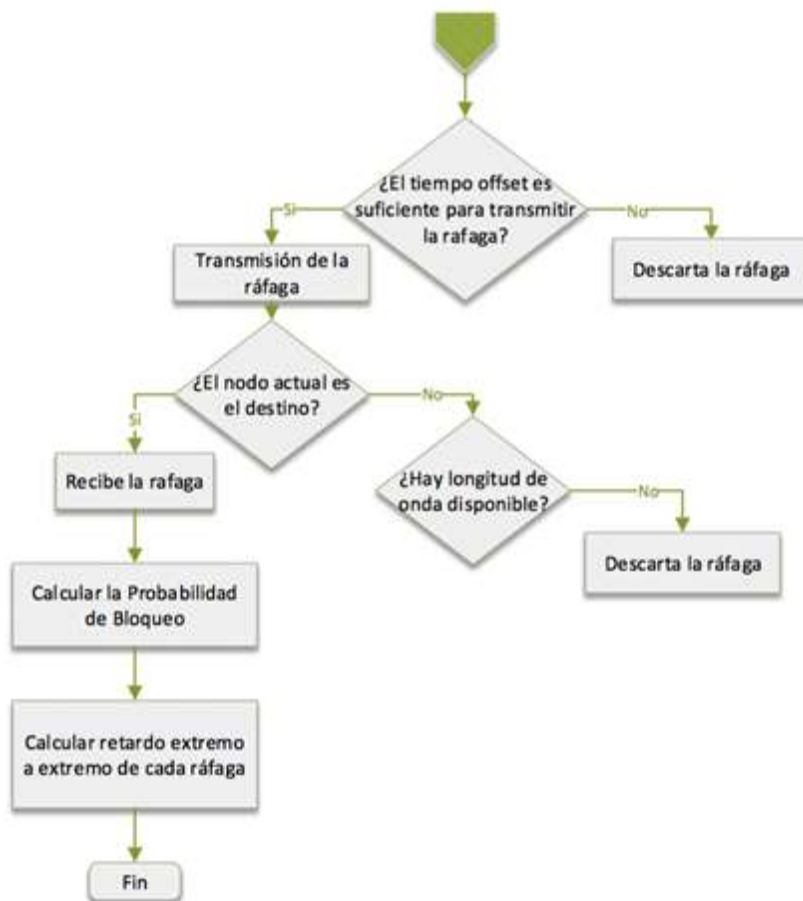 ¿El tiempo offset es
suficiente para transmitir
la rafaga?
Si
No
Transmisión de la
ráfaga
Descarta la ráfaga
¿El nodo actual es
el destino?
Si
No
Recibe la rafaga
¿Hay longitud de
onda disponible?
No
Descarta la ráfaga
Calcular la Probabilidad
de Bloqueo
Calcular retardo extremo
a extremo de cada ráfaga
Fin